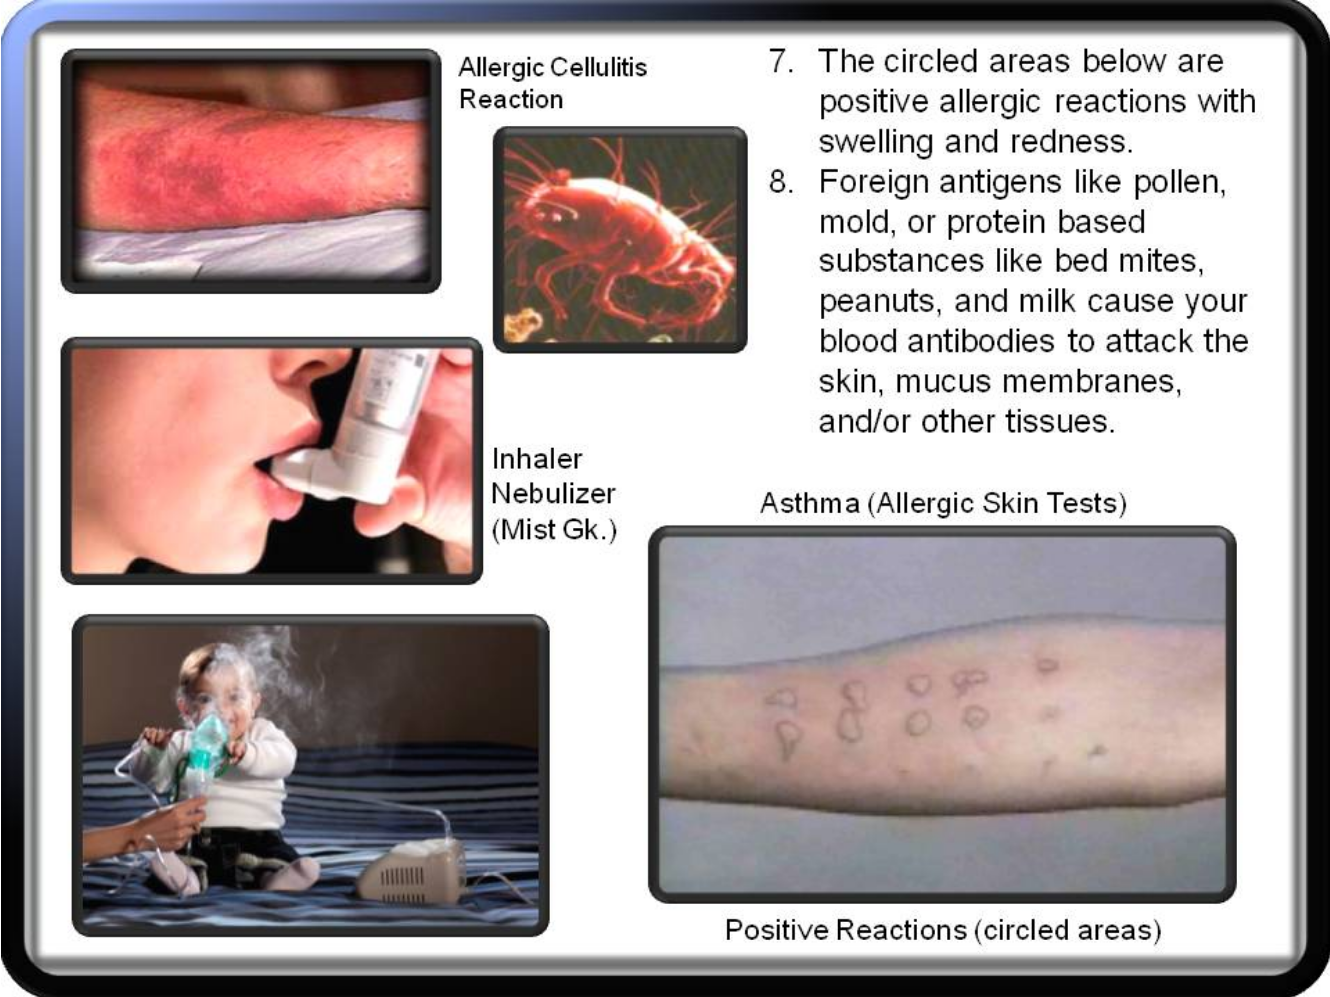 Allergic Cellulitis
Reaction
7. The circled areas below are
positive allergic reactions with
swelling and redness.
8. Foreign antigens like pollen,
mold, or protein based
substances like bed mites,
peanuts, and milk cause your
blood antibodies to attack the
skin, mucus membranes,
and/or other tissues.
Inhaler
Nebulizer
(Mist Gk.)
Asthma (Allergic Skin Tests)
Positive Reactions (circled areas)